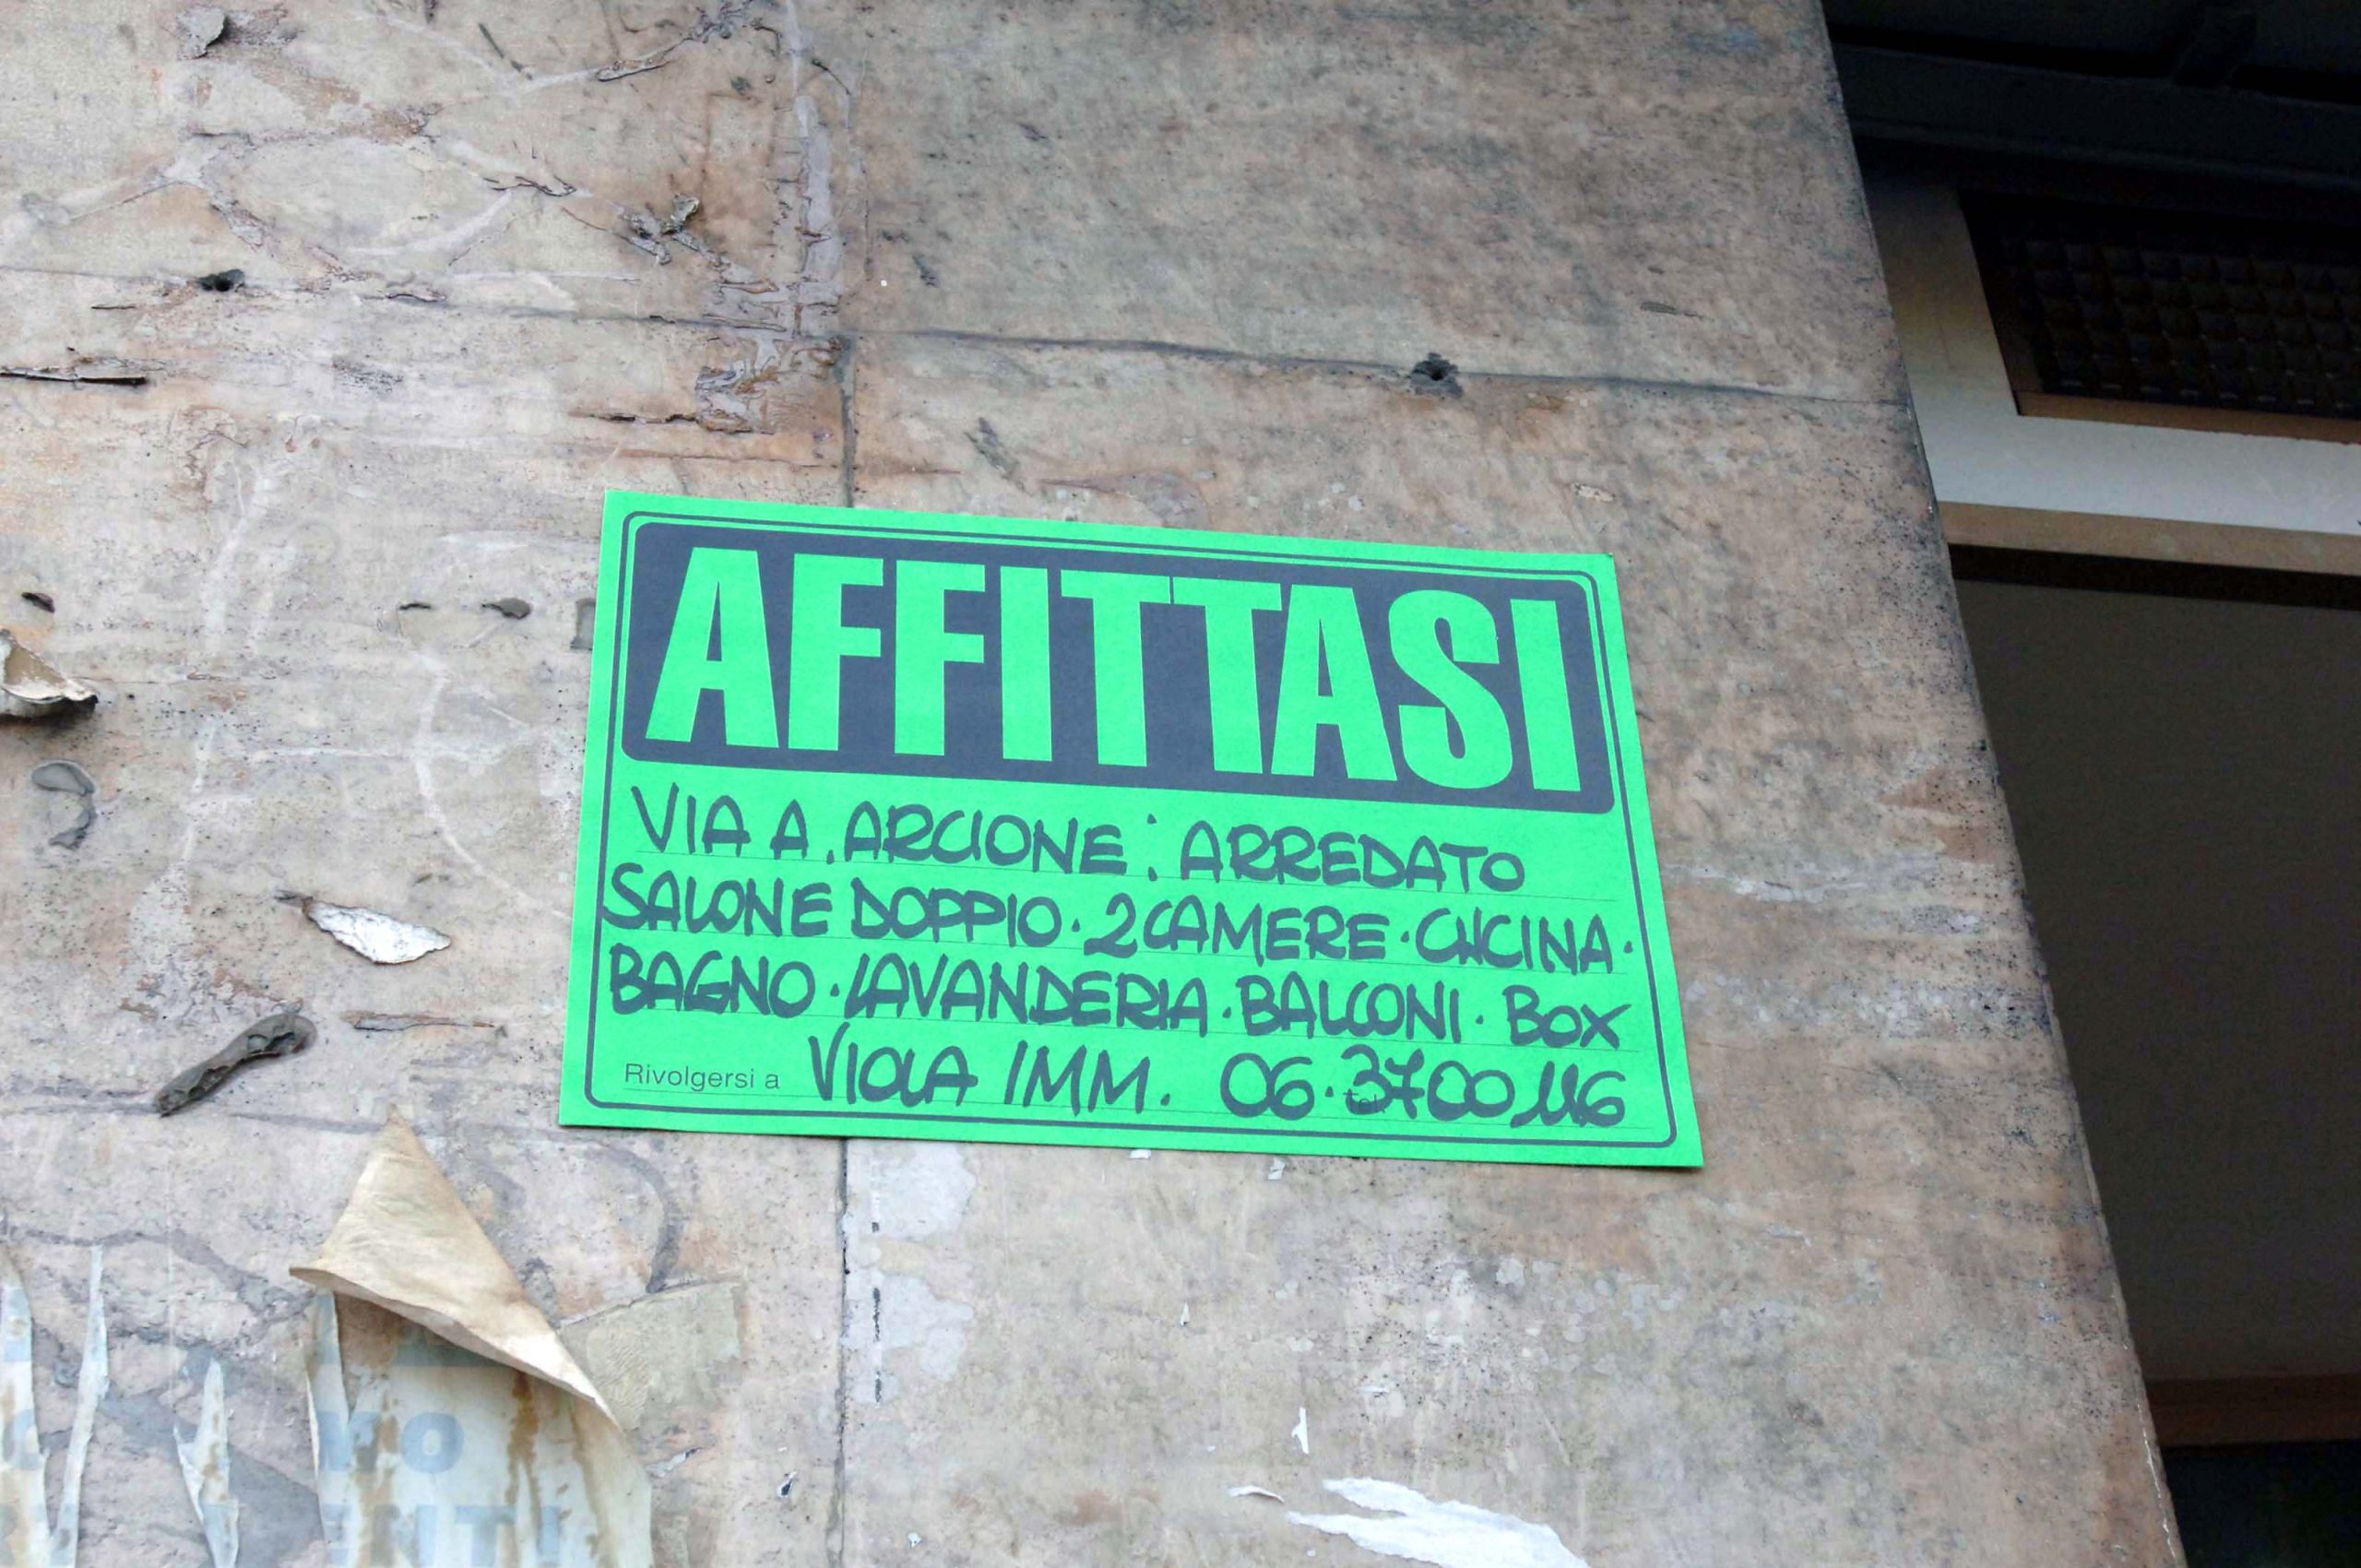 AFFITTASI
VIA A. ARCIONE: ARREDATO
SALONE DOPPIO · 2 CAMERE · CUCINA ·
BAGNO · LAVANDERIA · BALCONI · BOX
Rivolgersi a VIOLA IMM. 06·3700116